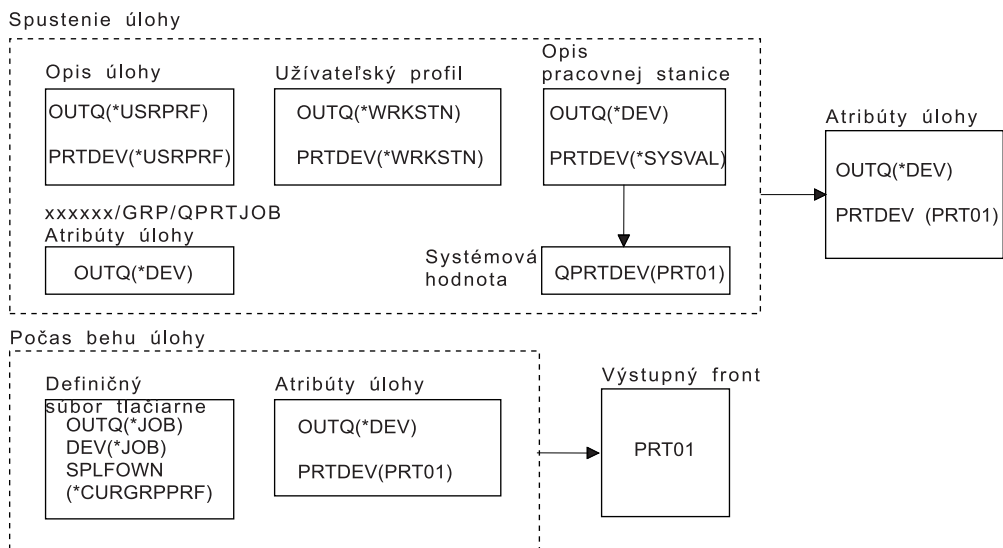 Spustenie úlohy
Opis úlohy
OUTQ(*USRPRF)
PRTDEV(*USRPRF)
Užívateľský profil
OUTQ(*WRKSTN)
PRTDEV(*WRKSTN)
Opis
pracovnej stanice
OUTQ(*DEV)
PRTDEV(*SYSVAL)
Atribúty úlohy
OUTQ(*DEV)
PRTDEV (PRT01)
xxxxxx/GRP/QPRTJOB
Atribúty úlohy
OUTQ(*DEV)
Systémová
hodnota
QPRTDEV(PRT01)
Počas behu úlohy
Definičný
súbor tlačiarne
OUTQ(*JOB)
DEV(*JOB)
SPLFOWN
(*CURGRPPRF)
Atribúty úlohy
OUTQ(*DEV)
PRTDEV(PRT01)
Výstupný front
PRT01